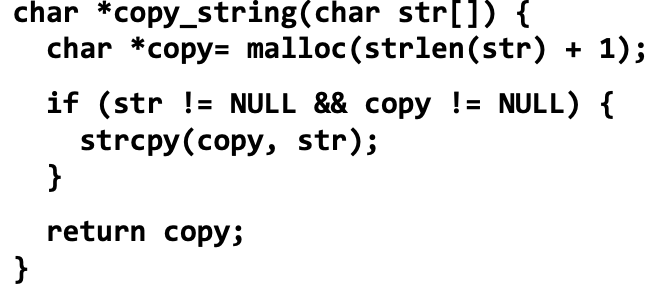 char *copy_string(char str[]) {
  char *copy= malloc(strlen(str) + 1);
  if (str != NULL && copy != NULL) {
    strcpy(copy, str);
  }
  return copy;
}